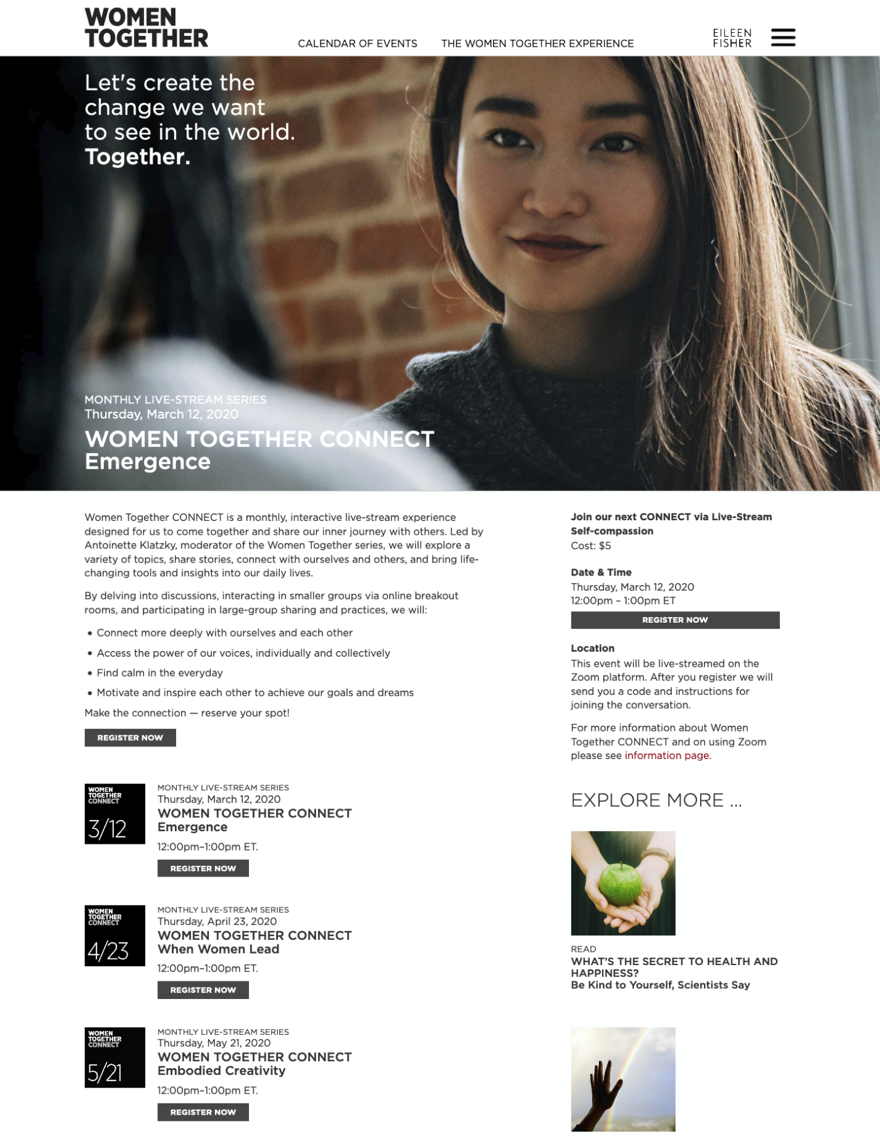 WOMEN
TOGETHER
CALENDAR OF EVENTS
THE WOMEN TOGETHER EXPERIENCE
EILEEN
FISHER
Let's create the
change we want
to see in the world.
Together.
MONTHLY LIVE-STREAM SERIES
Thursday, March 12, 2020
WOMEN TOGETHER CONNECT
Emergence
Women Together CONNECT is a monthly, interactive live-stream experience
designed for us to come together and share our inner journey with others. Led by
Antoinette Klatzky, moderator of the Women Together series, we will explore a
variety of topics, share stories, connect with ourselves and others, and bring life-
changing tools and insights into our daily lives.
By delving into discussions, interacting in smaller groups via online breakout
rooms, and participating in large-group sharing and practices, we will:
• Connect more deeply with ourselves and each other
• Access the power of our voices, individually and collectively
• Find calm in the everyday
• Motivate and inspire each other to achieve our goals and dreams
Make the connection — reserve your spot!
REGISTER NOW
WOMEN
TOGETHER
CONNECT
3/12
MONTHLY LIVE-STREAM SERIES
Thursday, March 12, 2020
WOMEN TOGETHER CONNECT
Emergence
12:00pm–1:00pm ET.
REGISTER NOW
WOMEN
TOGETHER
CONNECT
4/23
MONTHLY LIVE-STREAM SERIES
Thursday, April 23, 2020
WOMEN TOGETHER CONNECT
When Women Lead
12:00pm–1:00pm ET.
REGISTER NOW
WOMEN
TOGETHER
CONNECT
5/21
MONTHLY LIVE-STREAM SERIES
Thursday, May 21, 2020
WOMEN TOGETHER CONNECT
Embodied Creativity
12:00pm–1:00pm ET.
REGISTER NOW
Join our next CONNECT via Live-Stream
Self-compassion
Cost: $5
Date & Time
Thursday, March 12, 2020
12:00pm – 1:00pm ET
REGISTER NOW
Location
This event will be live-streamed on the
Zoom platform. After you register we will
send you a code and instructions for
joining the conversation.
For more information about Women
Together CONNECT and on using Zoom
please see information page.
EXPLORE MORE ...
READ
WHAT'S THE SECRET TO HEALTH AND
HAPPINESS?
Be Kind to Yourself, Scientists Say